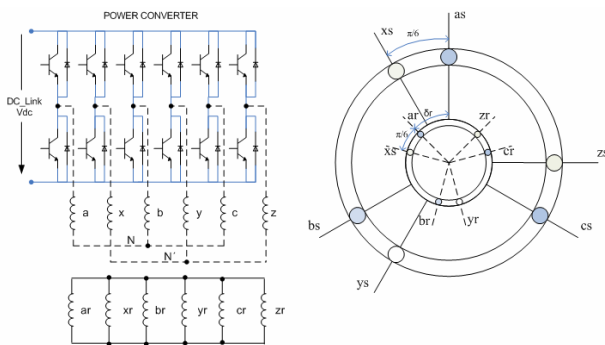 POWER CONVERTER
DC_Link
Vdc
a x b y c z
N
N'
ar xr br yr cr zr
as
xs
π/6
zs
cs
ys
bs
ar
δr
zr
π/6
xs
cr
br
yr